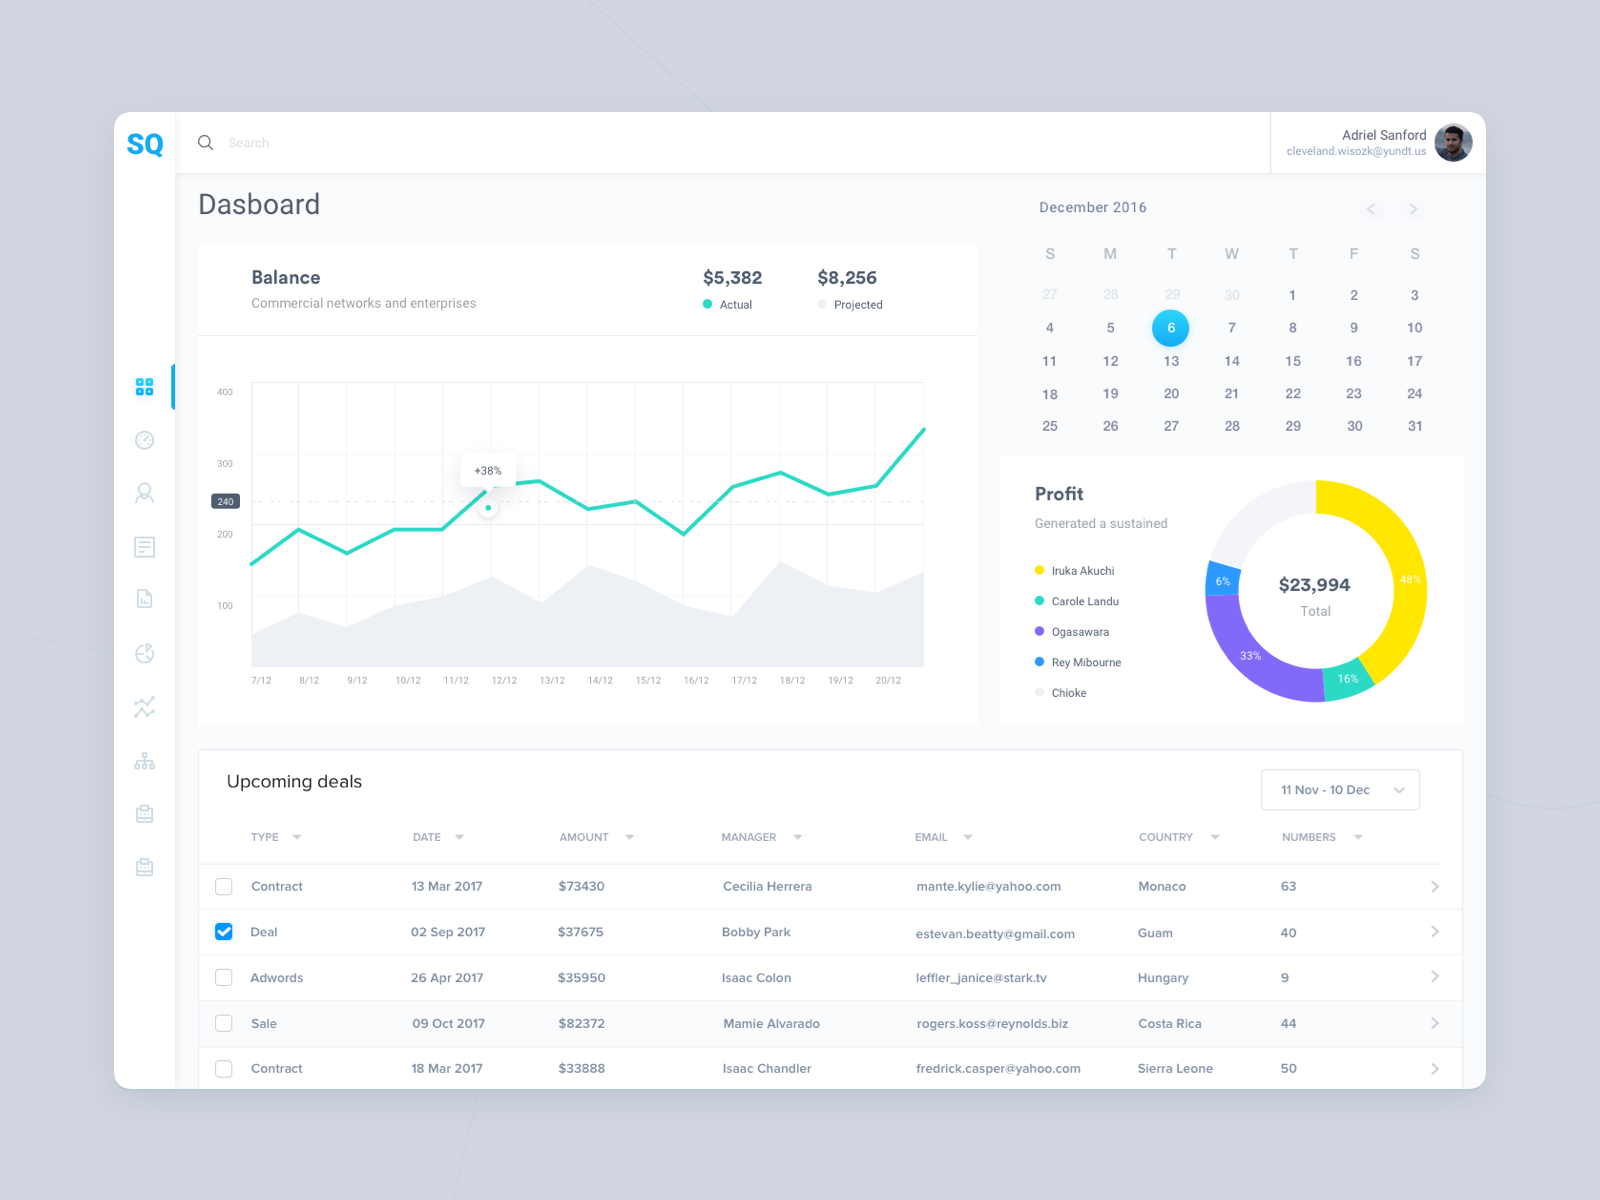 SQ
Search
Adriel Sanford
cleveland.wisozk@yundt.us
Dasboard
Balance
Commercial networks and enterprises
$5,382
Actual
$8,256
Projected
400
300
240
200
100
+38%
7/12 8/12 9/12 10/12 11/12 12/12 13/12 14/12 15/12 16/12 17/12 18/12 19/12 20/12
December 2016
S M T W T F S
27 28 29 30 1 2 3
4 5 6 7 8 9 10
11 12 13 14 15 16 17
18 19 20 21 22 23 24
25 26 27 28 29 30 31
Profit
Generated a sustained
Iruka Akuchi
Carole Landu
Ogasawara
Rey Mibourne
Chioke
48%
6%
33%
16%
$23,994
Total
Upcoming deals
11 Nov - 10 Dec
TYPE DATE AMOUNT MANAGER EMAIL COUNTRY NUMBERS
Contract 13 Mar 2017 $73430 Cecilia Herrera mante.kylie@yahoo.com Monaco 63
Deal 02 Sep 2017 $37675 Bobby Park estevan.beatty@gmail.com Guam 40
Adwords 26 Apr 2017 $35950 Isaac Colon leffler_janice@stark.tv Hungary 9
Sale 09 Oct 2017 $82372 Mamie Alvarado rogers.koss@reynolds.biz Costa Rica 44
Contract 18 Mar 2017 $33888 Isaac Chandler fredrick.casper@yahoo.com Sierra Leone 50